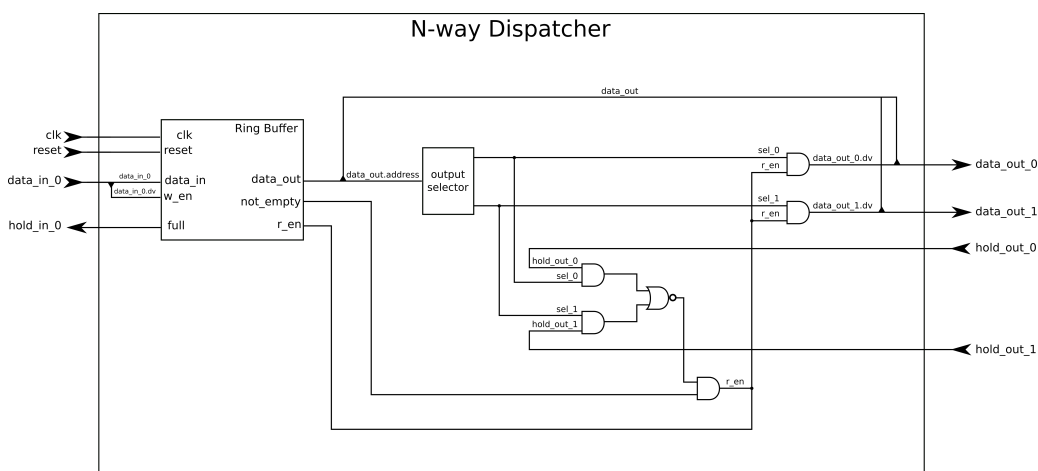 N-way Dispatcher
data_out
Ring Buffer
clk
clk
reset
reset
data_in_0
data_in_0
data_in
data_in_0.dv
w_en
hold_in_0
full
data_out
not_empty
r_en
data_out.address
output
selector
sel_0
r_en
data_out_0.dv
data_out_0
sel_1
r_en
data_out_1.dv
data_out_1
hold_out_0
hold_out_0
sel_0
sel_1
hold_out_1
hold_out_1
r_en